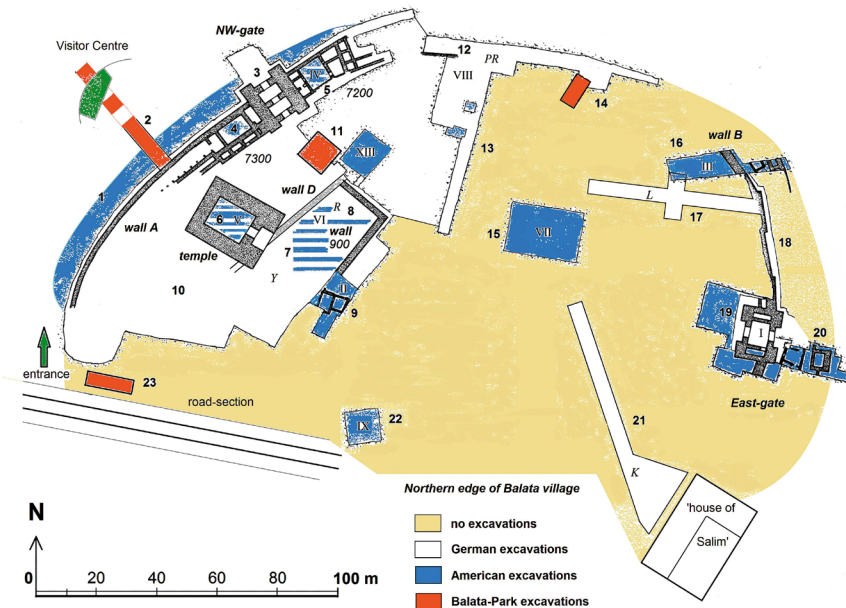 Visitor Centre
NW-gate
3
IV
5
7200
12
PR
VIII
2
4
7300
11
XIII
14
13
16
wall B
III
1
wall D
L
17
wall A
6
V
R
8
VI
wall
900
7
temple
15
VII
18
10
Y
II
9
19
I
20
entrance
23
road-section
IX
22
East-gate
21
K
Northern edge of Balata village
'house of
Salim'
no excavations
German excavations
American excavations
Balata-Park excavations
N
0 20 40 60 80 100 m